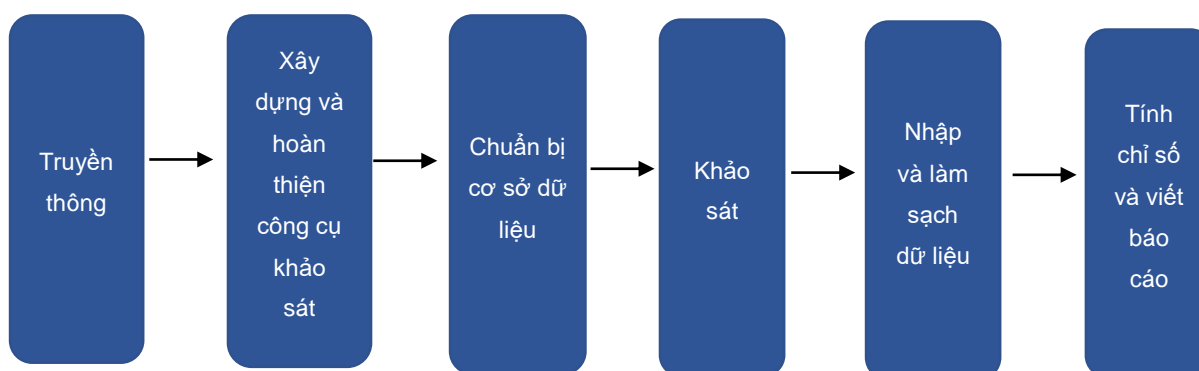 Truyền
thông
Xây
dựng và
hoàn
thiện
công cụ
khảo
sát
Chuẩn bị
cơ sở dữ
liệu
Khảo
sát
Nhập
và làm
sạch
dữ liệu
Tính
chỉ số
và viết
báo
cáo